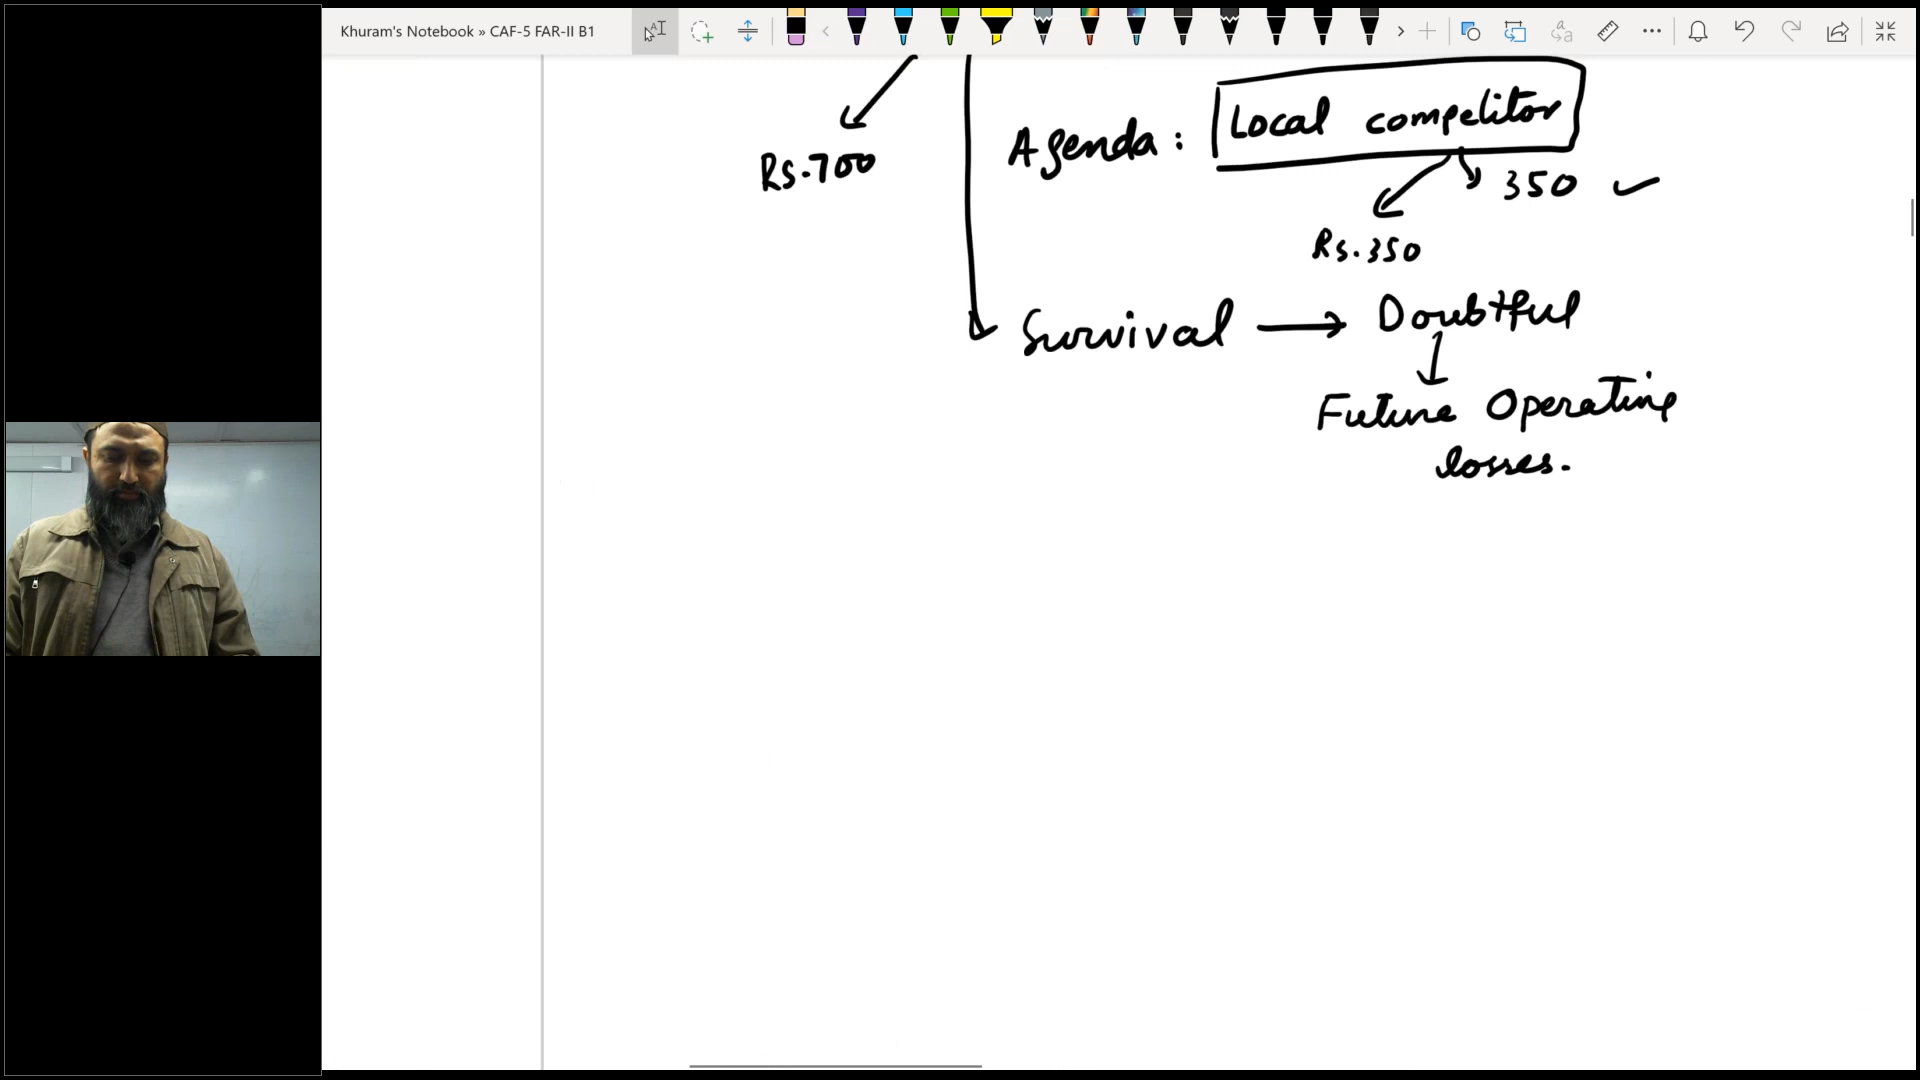 Khuram's Notebook » CAF-5 FAR-II B1
Agenda : Local competitor
Rs.700
350
Rs.350
Survival → Doubtful
Future Operating
losses.